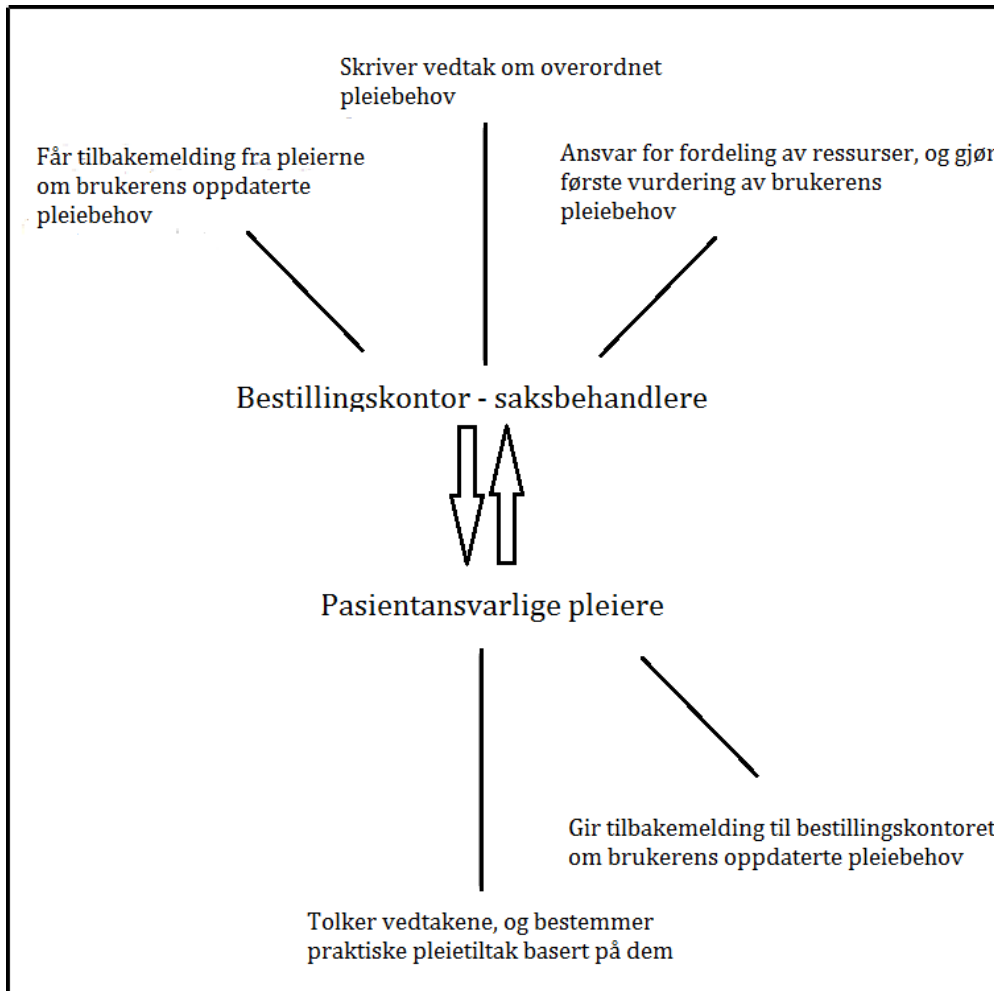 Skriver vedtak om overordnet
pleiebehov
Får tilbakemelding fra pleierne
om brukerens oppdaterte
pleiebehov
Ansvar for fordeling av ressurser, og gjør
første vurdering av brukerens
pleiebehov
Bestillingskontor - saksbehandlere
Pasientansvarlige pleiere
Gir tilbakemelding til bestillingskontoret
om brukerens oppdaterte pleiebehov
Tolker vedtakene, og bestemmer
praktiske pleietiltak basert på dem